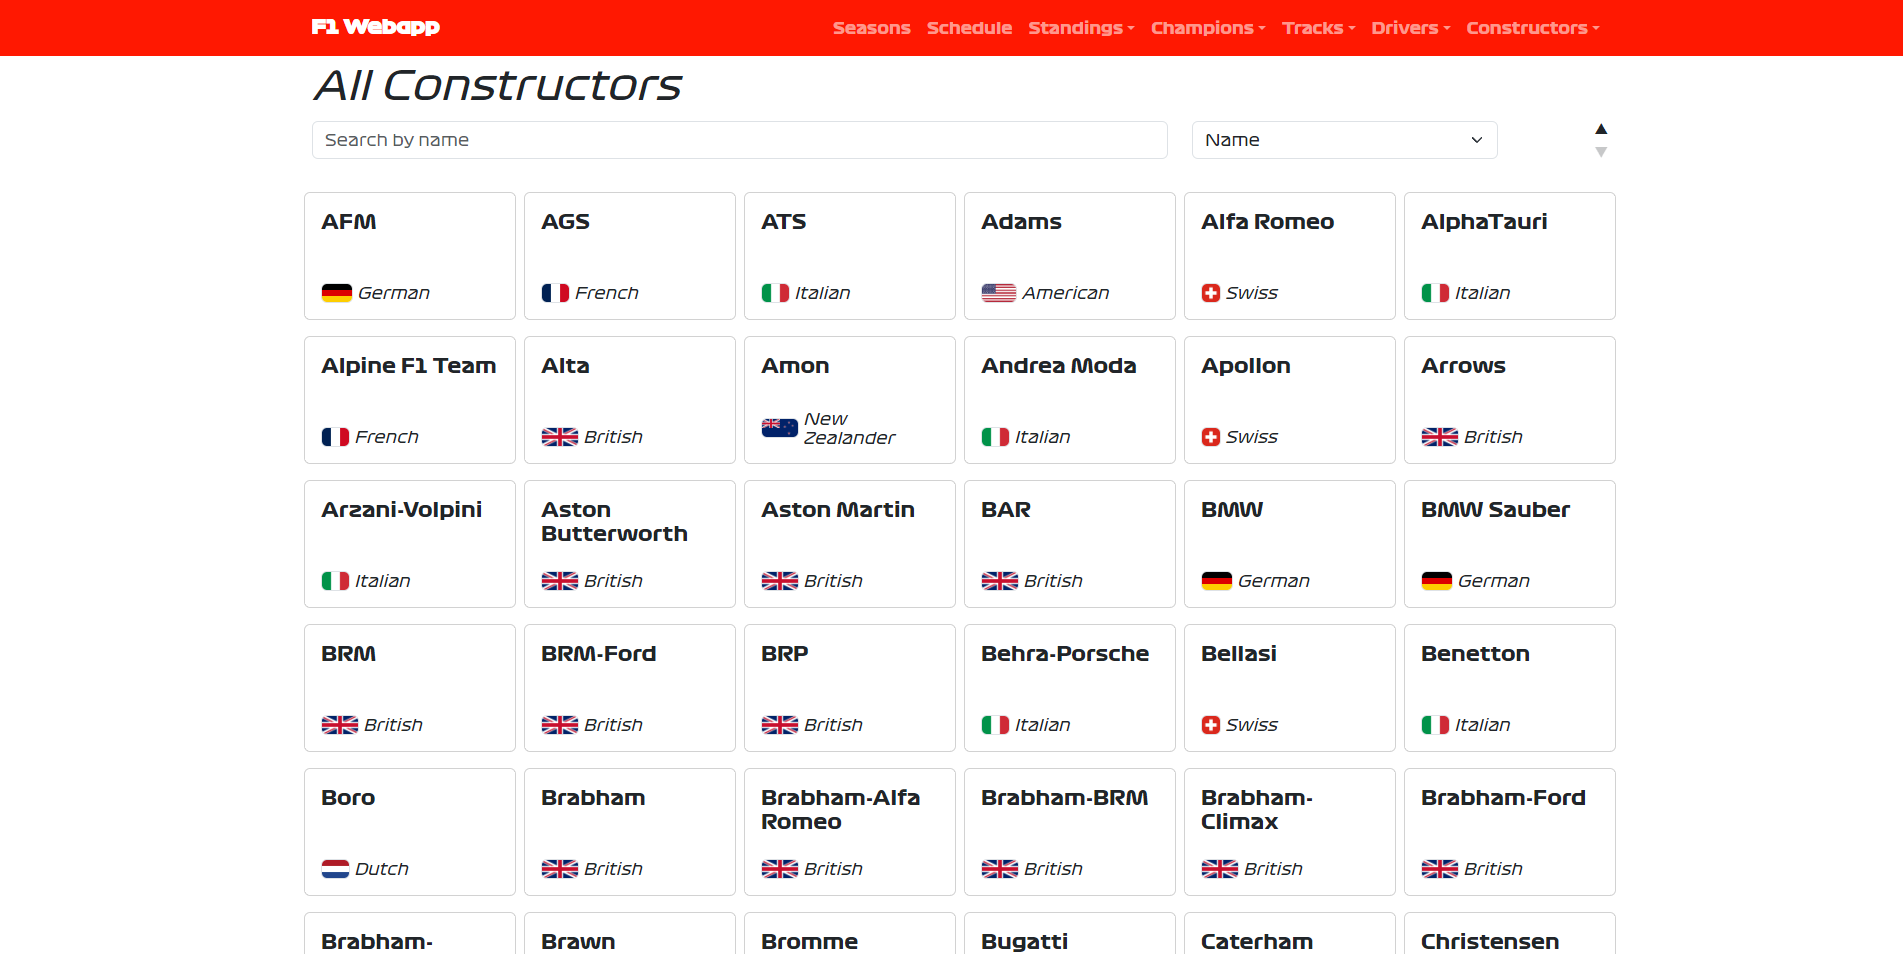 F1 Webapp
Seasons Schedule Standings Champions Tracks Drivers Constructors
All Constructors
Search by name
Name
AFM
German
AGS
French
ATS
Italian
Adams
American
Alfa Romeo
Swiss
AlphaTauri
Italian
Alpine F1 Team
French
Alta
British
Amon
New
Zealander
Andrea Moda
Italian
Apollon
Swiss
Arrows
British
Arzani-Volpini
Italian
Aston
Butterworth
British
Aston Martin
British
BAR
British
BMW
German
BMW Sauber
German
BRM
British
BRM-Ford
British
BRP
British
Behra-Porsche
Italian
Bellasi
Swiss
Benetton
Italian
Boro
Dutch
Brabham
British
Brabham-Alfa
Romeo
British
Brabham-BRM
British
Brabham-
Climax
British
Brabham-Ford
British
Brabham-
Brawn
Bromme
Bugatti
Caterham
Christensen